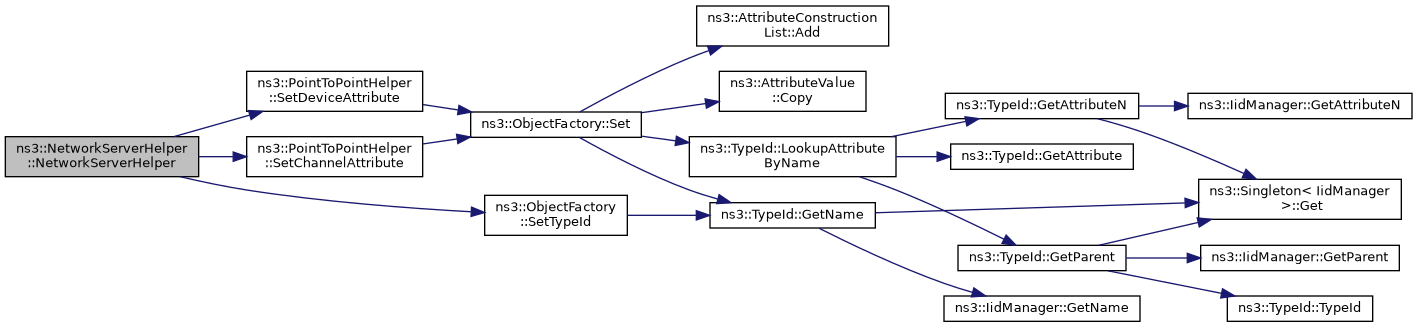 ns3::NetworkServerHelper
::NetworkServerHelper
ns3::PointToPointHelper
::SetDeviceAttribute
ns3::PointToPointHelper
::SetChannelAttribute
ns3::ObjectFactory
::SetTypeId
ns3::ObjectFactory::Set
ns3::AttributeConstruction
List::Add
ns3::AttributeValue
::Copy
ns3::TypeId::LookupAttribute
ByName
ns3::TypeId::GetName
ns3::TypeId::GetAttributeN
ns3::TypeId::GetAttribute
ns3::TypeId::GetParent
ns3::IidManager::GetName
ns3::IidManager::GetAttributeN
ns3::Singleton< IidManager
>::Get
ns3::IidManager::GetParent
ns3::TypeId::TypeId